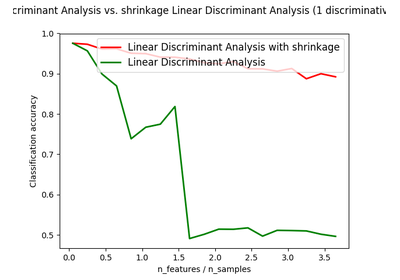 criminant Analysis vs. shrinkage Linear Discriminant Analysis (1 discriminativ
Linear Discriminant Analysis with shrinkage
Linear Discriminant Analysis
1.0
0.9
0.8
0.7
0.6
0.5
Classification accuracy
0.0 0.5 1.0 1.5 2.0 2.5 3.0 3.5
n_features / n_samples